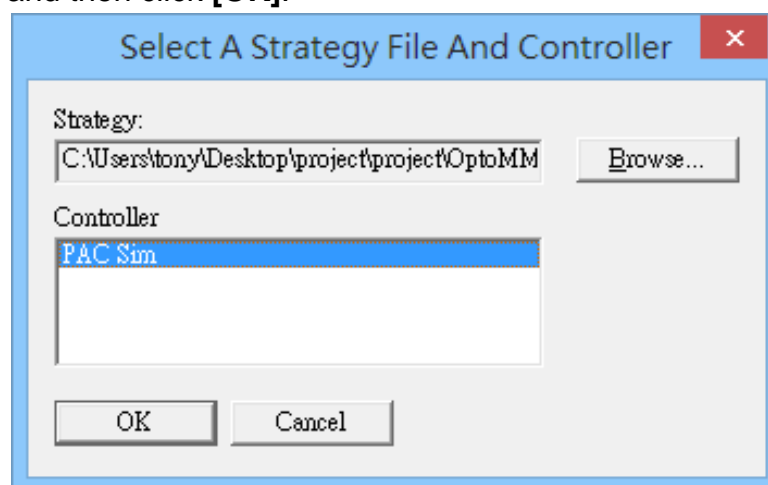 and then click [OK].
Select A Strategy File And Controller
Strategy:
C:\Users\tony\Desktop\project\project\OptoMM
Browse...
Controller
PAC Sim
OK
Cancel